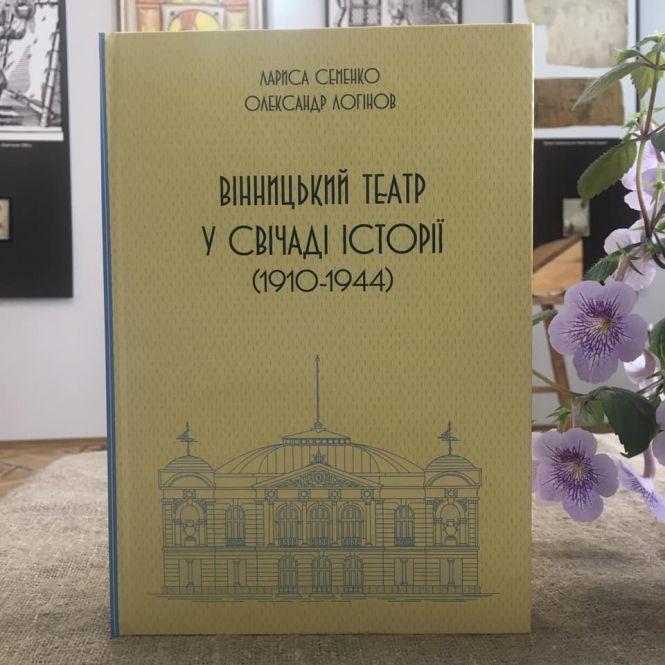 ЛАРИСА СЕМЕНКО
ОЛЕКСАНДР ЛОГІНОВ
ВІННИЦЬКИЙ ТЕАТР
У СВІЧАДІ ІСТОРІЇ
(1910-1944)